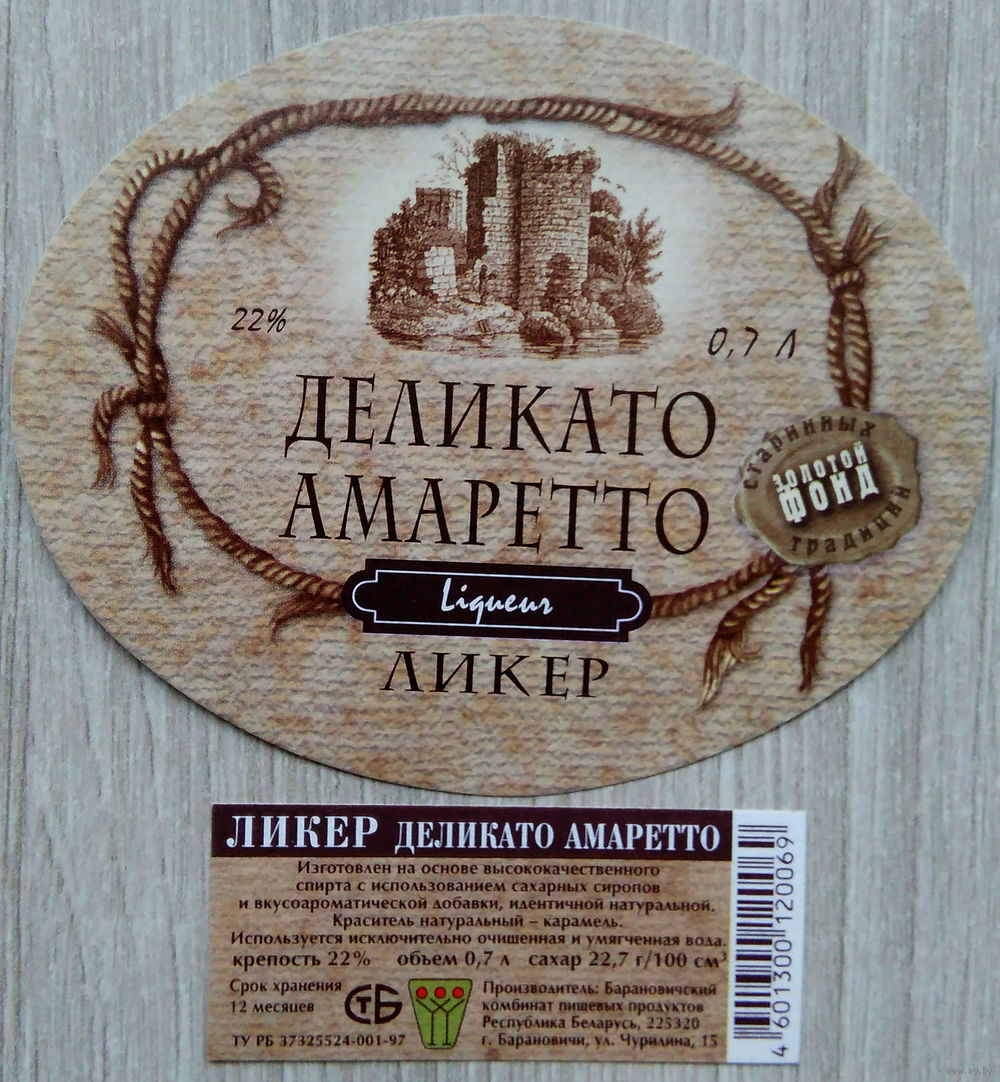 22%
0,7 Л
ДЕЛИКАТО
АМАРЕТТО
старинных
ЗОЛОТОЙ
ФОНД
традиций
Liqueur
ЛИКЕР
ЛИКЕР ДЕЛИКАТО АМАРЕТТО
Изготовлен на основе высококачественного
спирта с использованием сахарных сиропов
и вкусоароматической добавки, идентичной натуральной.
Краситель натуральный – карамель.
Используется исключительно очищенная и умягченная вода.
крепость 22% объем 0,7 л сахар 22,7 г/100 см³
Срок хранения
12 месяцев
СТБ
ТУ РБ 37325524-001-97
Производитель: Барановичский
комбинат пищевых продуктов
Республика Беларусь, 225320
г. Барановичи, ул. Чурилина, 15
4 601300 120069
www.ay.by